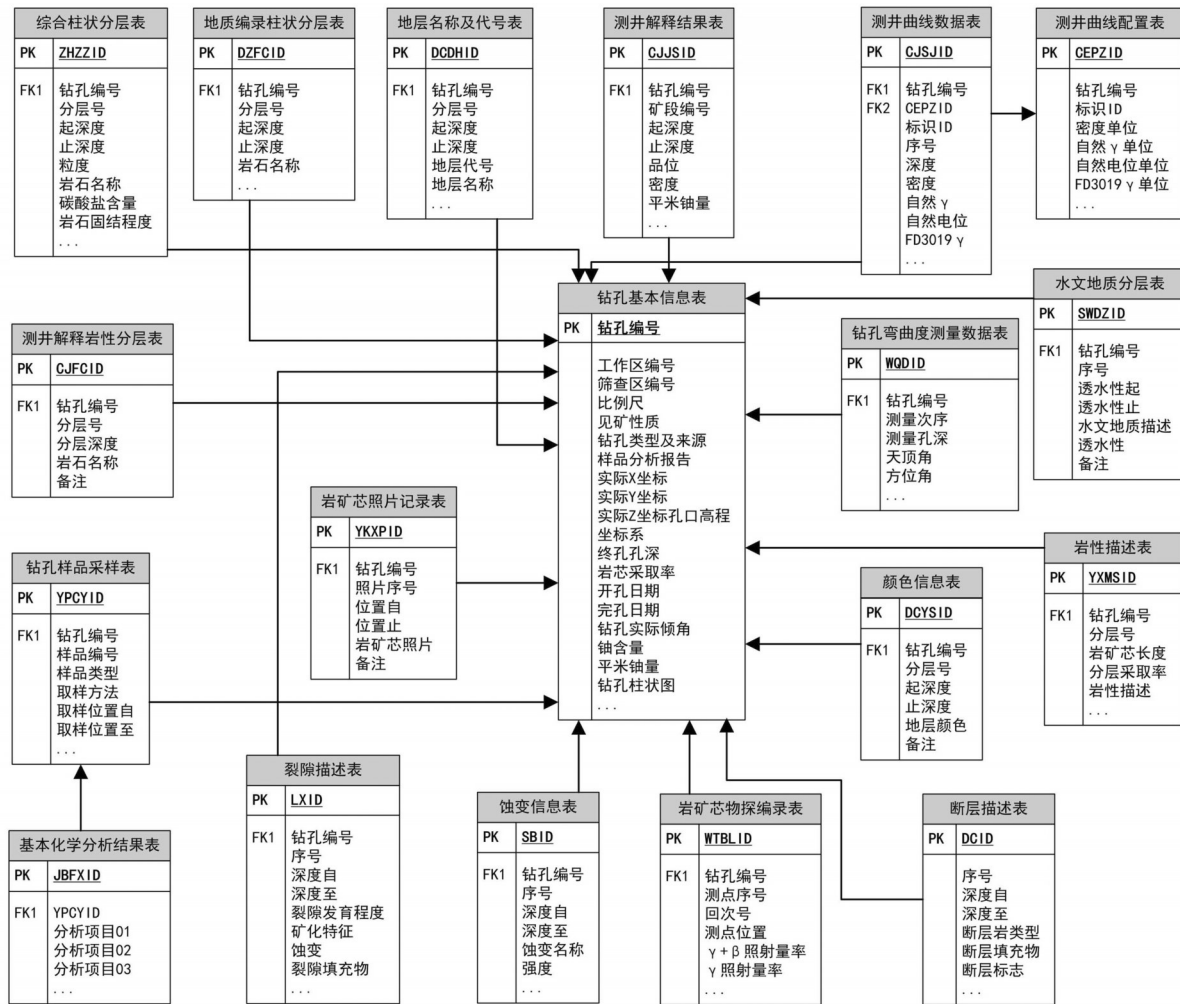 综合柱状分层表
PK ZHZZID
FK1 钻孔编号
分层号
起深度
止深度
粒度
岩石名称
碳酸盐含量
岩石固结程度
...
地质编录柱状分层表
PK DZFCID
FK1 钻孔编号
分层号
起深度
止深度
岩石名称
...
地层名称及代号表
PK DCDHID
FK1 钻孔编号
分层号
起深度
止深度
地层代号
地层名称
...
测井解释结果表
PK CJJSID
FK1 钻孔编号
矿段编号
起深度
止深度
品位
密度
平米铀量
...
测井曲线数据表
PK CJSJID
FK1 钻孔编号
FK2 CEPZID
标识ID
序号
深度
密度
自然γ
自然电位
FD3019γ
...
测井曲线配置表
PK CEPZID
钻孔编号
标识ID
密度单位
自然γ单位
自然电位单位
FD3019γ单位
...
钻孔基本信息表
PK 钻孔编号
工作区编号
筛查区编号
比例尺
见矿性质
钻孔类型及来源
样品分析报告
实际X坐标
实际Y坐标
实际Z坐标孔口高程
坐标系
终孔孔深
岩芯采取率
开孔日期
完孔日期
钻孔实际倾角
铀含量
平米铀量
钻孔柱状图
...
水文地质分层表
PK SWDZID
FK1 钻孔编号
序号
透水性起
透水性止
水文地质描述
透水性
备注
测井解释岩性分层表
PK CJFCID
FK1 钻孔编号
分层号
分层深度
岩石名称
备注
钻孔弯曲度测量数据表
PK WQDID
FK1 钻孔编号
测量次序
测量孔深
天顶角
方位角
...
岩矿芯照片记录表
PK YKXPID
FK1 钻孔编号
照片序号
位置自
位置止
岩矿芯照片
备注
钻孔样品采样表
PK YPCYID
FK1 钻孔编号
样品编号
样品类型
取样方法
取样位置自
取样位置至
...
颜色信息表
PK DCYSID
FK1 钻孔编号
分层号
起深度
止深度
地层颜色
备注
岩性描述表
PK YXMSID
FK1 钻孔编号
分层号
岩矿芯长度
分层采取率
岩性描述
...
基本化学分析结果表
PK JBFXID
FK1 YPCYID
分析项目01
分析项目02
分析项目03
...
裂隙描述表
PK LXID
FK1 钻孔编号
序号
深度自
深度至
裂隙发育程度
矿化特征
蚀变
裂隙填充物
...
蚀变信息表
PK SBID
FK1 钻孔编号
序号
深度自
深度至
蚀变名称
强度
...
岩矿芯物探编录表
PK WTBLID
FK1 钻孔编号
测点序号
回次号
测点位置
γ+β照射量率
γ照射量率
...
断层描述表
PK DCID
序号
深度自
深度至
断层岩类型
断层填充物
断层标志
...